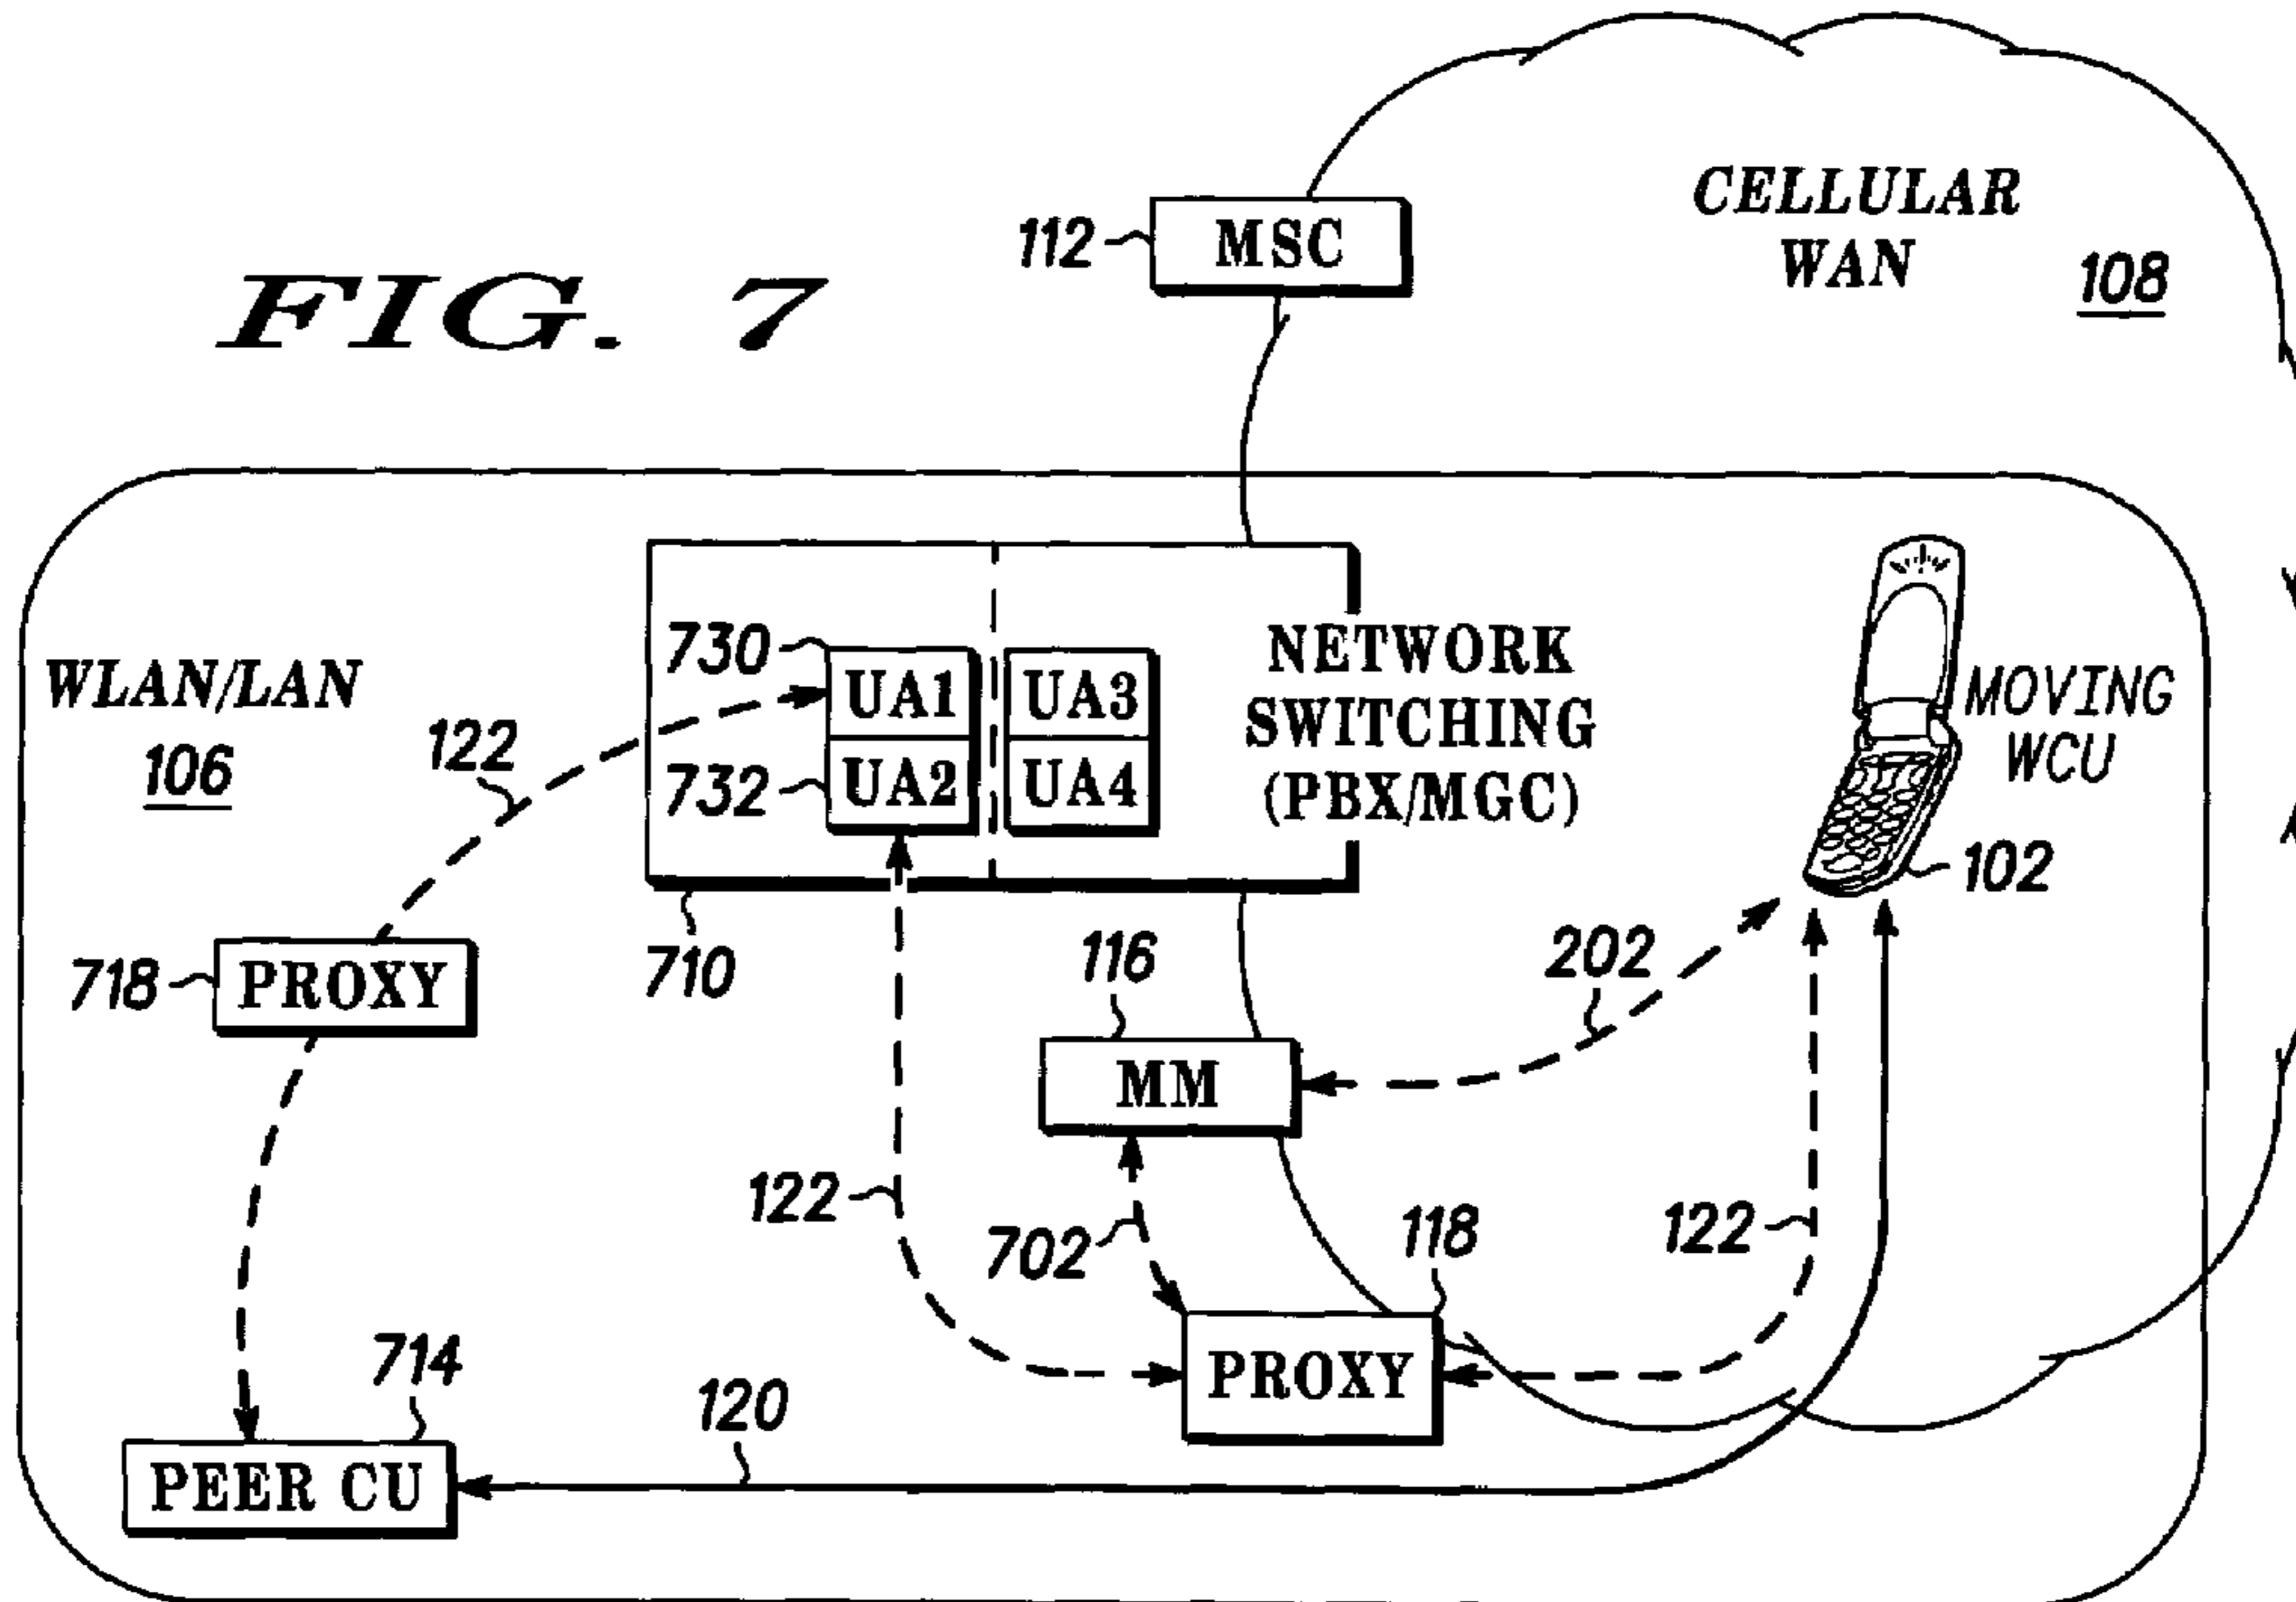 FIG. 7
112
MSC
CELLULAR
WAN
108
WLAN/LAN
106
122
730
732
UA1
UA2
UA3
UA4
NETWORK
SWITCHING
(PBX/MGC)
MOVING
WCU
102
710
718
PROXY
116
MM
202
122
702
118
122
PROXY
714
120
PEER CU